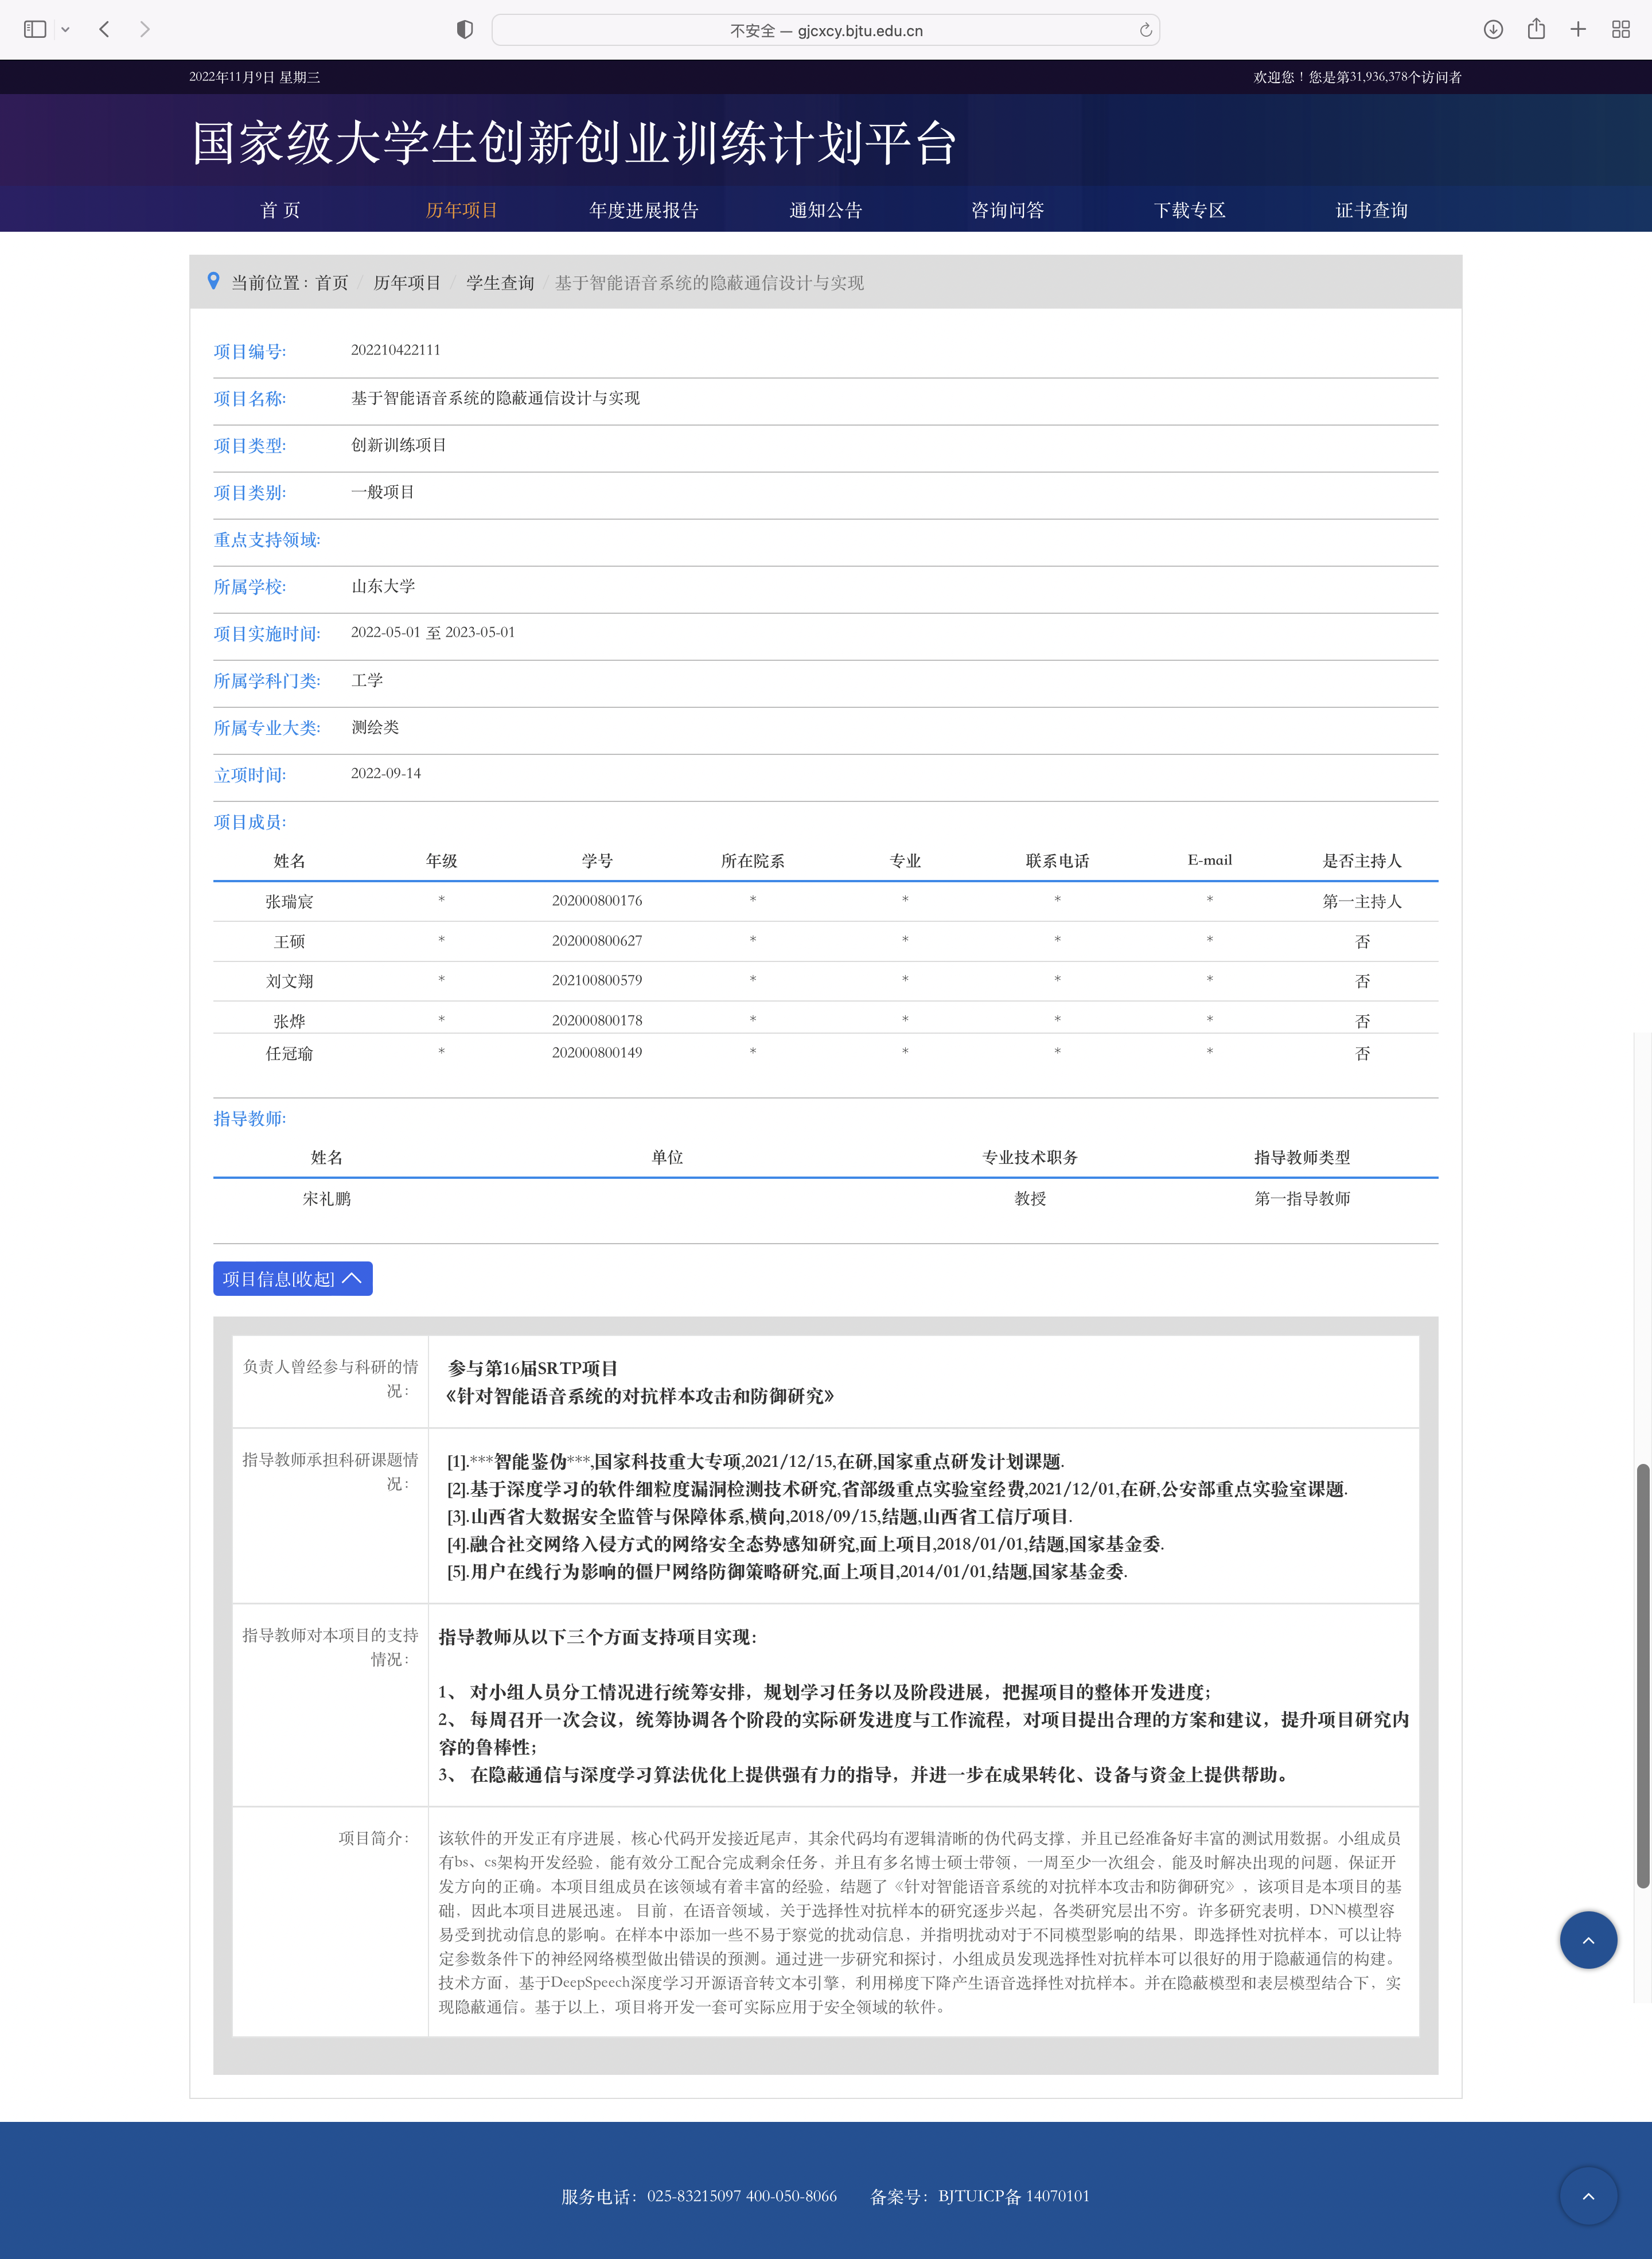 不安全 — gjcxcy.bjtu.edu.cn
2022年11月9日 星期三
欢迎您！您是第31,936,378个访问者
国家级大学生创新创业训练计划平台
首 页 历年项目 年度进展报告 通知公告 咨询问答 下载专区 证书查询
当前位置：首页 / 历年项目 / 学生查询 / 基于智能语音系统的隐蔽通信设计与实现
项目编号: 202210422111
项目名称: 基于智能语音系统的隐蔽通信设计与实现
项目类型: 创新训练项目
项目类别: 一般项目
重点支持领域:
所属学校: 山东大学
项目实施时间: 2022-05-01 至 2023-05-01
所属学科门类: 工学
所属专业大类: 测绘类
立项时间: 2022-09-14
项目成员:
姓名 年级 学号 所在院系 专业 联系电话 E-mail 是否主持人
张瑞宸 * 202000800176 * * * * 第一主持人
王硕 * 202000800627 * * * * 否
刘文翔 * 202100800579 * * * * 否
张烨 * 202000800178 * * * * 否
任冠瑜 * 202000800149 * * * * 否
指导教师:
姓名 单位 专业技术职务 指导教师类型
宋礼鹏 教授 第一指导教师
项目信息[收起]
负责人曾经参与科研的情
况：
参与第16届SRTP项目
《针对智能语音系统的对抗样本攻击和防御研究》
指导教师承担科研课题情
况：
[1].***智能鉴伪***,国家科技重大专项,2021/12/15,在研,国家重点研发计划课题.
[2].基于深度学习的软件细粒度漏洞检测技术研究,省部级重点实验室经费,2021/12/01,在研,公安部重点实验室课题.
[3].山西省大数据安全监管与保障体系,横向,2018/09/15,结题,山西省工信厅项目.
[4].融合社交网络入侵方式的网络安全态势感知研究,面上项目,2018/01/01,结题,国家基金委.
[5].用户在线行为影响的僵尸网络防御策略研究,面上项目,2014/01/01,结题,国家基金委.
指导教师对本项目的支持
情况：
指导教师从以下三个方面支持项目实现：
1、 对小组人员分工情况进行统筹安排，规划学习任务以及阶段进展，把握项目的整体开发进度；
2、 每周召开一次会议，统筹协调各个阶段的实际研发进度与工作流程，对项目提出合理的方案和建议，提升项目研究内
容的鲁棒性；
3、 在隐蔽通信与深度学习算法优化上提供强有力的指导，并进一步在成果转化、设备与资金上提供帮助。
项目简介：
该软件的开发正有序进展，核心代码开发接近尾声，其余代码均有逻辑清晰的伪代码支撑，并且已经准备好丰富的测试用数据。小组成员
有bs、cs架构开发经验，能有效分工配合完成剩余任务，并且有多名博士硕士带领，一周至少一次组会，能及时解决出现的问题，保证开
发方向的正确。本项目组成员在该领域有着丰富的经验，结题了《针对智能语音系统的对抗样本攻击和防御研究》，该项目是本项目的基
础，因此本项目进展迅速。 目前，在语音领域，关于选择性对抗样本的研究逐步兴起，各类研究层出不穷。许多研究表明，DNN模型容
易受到扰动信息的影响。在样本中添加一些不易于察觉的扰动信息，并指明扰动对于不同模型影响的结果，即选择性对抗样本，可以让特
定参数条件下的神经网络模型做出错误的预测。通过进一步研究和探讨，小组成员发现选择性对抗样本可以很好的用于隐蔽通信的构建。
技术方面，基于DeepSpeech深度学习开源语音转文本引擎，利用梯度下降产生语音选择性对抗样本。并在隐蔽模型和表层模型结合下，实
现隐蔽通信。基于以上，项目将开发一套可实际应用于安全领域的软件。
服务电话：025-83215097 400-050-8066 备案号：BJTUICP备 14070101